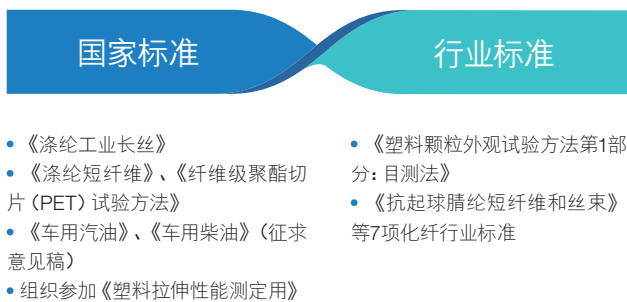 国家标准
行业标准
• 《涤纶工业长丝》
• 《涤纶短纤维》、《纤维级聚酯切
片（PET）试验方法》
• 《车用汽油》、《车用柴油》（征求
意见稿）
• 组织参加《塑料拉伸性能测定用》
• 《塑料颗粒外观试验方法第1部
分：目测法》
• 《抗起球腈纶短纤维和丝束》
等7项化纤行业标准